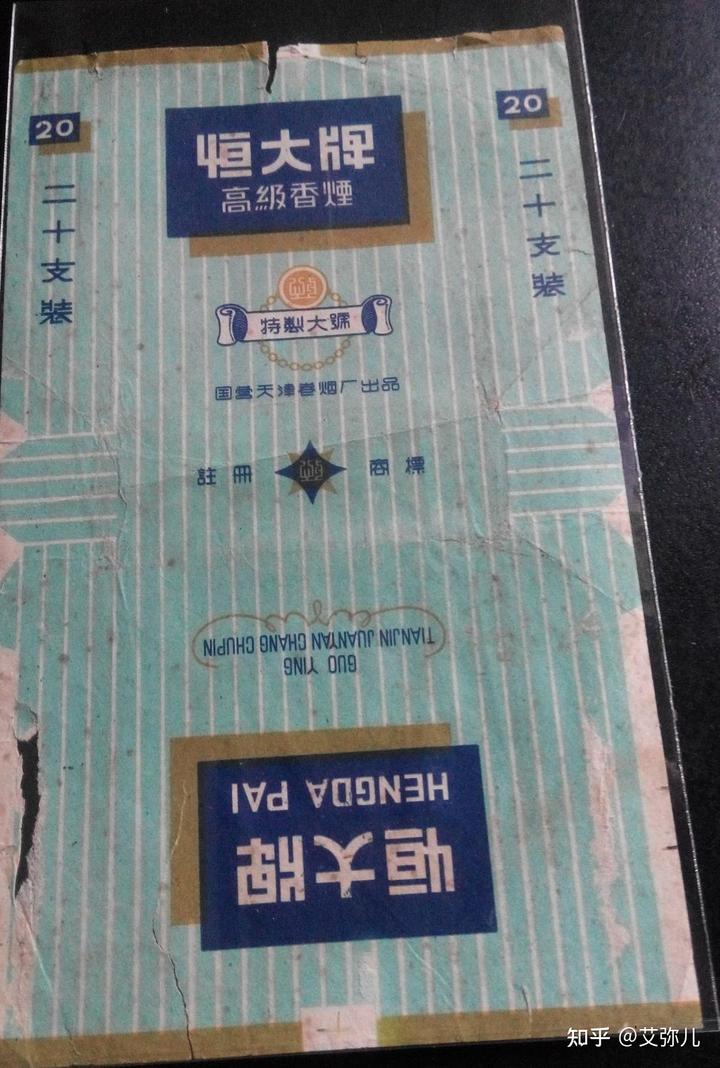 20
20
二十支裝
二十支裝
恒大牌
高級香煙
特製大號
国营天津卷烟厂出品
註冊 商標
GUO YING
TIANJIN JUANYAN CHANG CHUPIN
恒大牌
HENGDA PAI
知乎 @艾弥儿